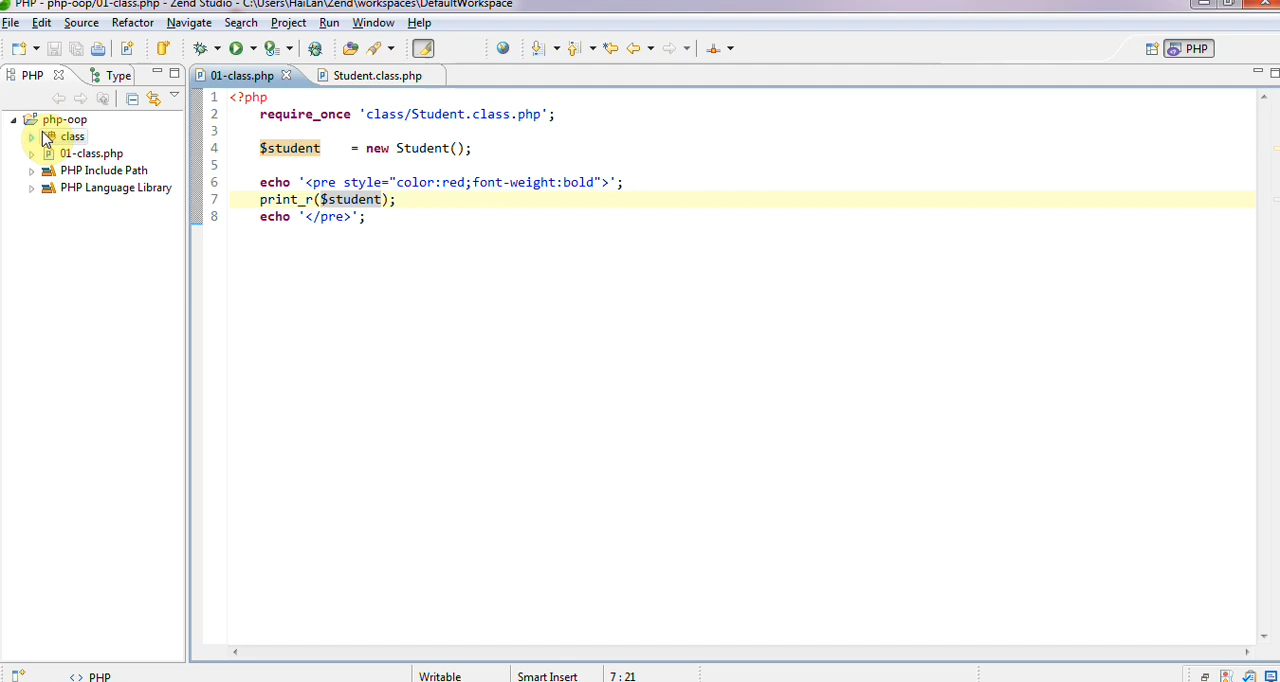 PHP - php-oop/01-class.php - Zend Studio - C:\Users\HaiLan\Zend\workspaces\DefaultWorkspace
File Edit Source Refactor Navigate Search Project Run Window Help
PHP
PHP Type 01-class.php Student.class.php
php-oop
class
01-class.php
PHP Include Path
PHP Language Library
1 <?php
2 require_once 'class/Student.class.php';
3
4 $student = new Student();
5
6 echo '<pre style="color:red;font-weight:bold">';
7 print_r($student);
8 echo '</pre>';
<> PHP Writable Smart Insert 7:21